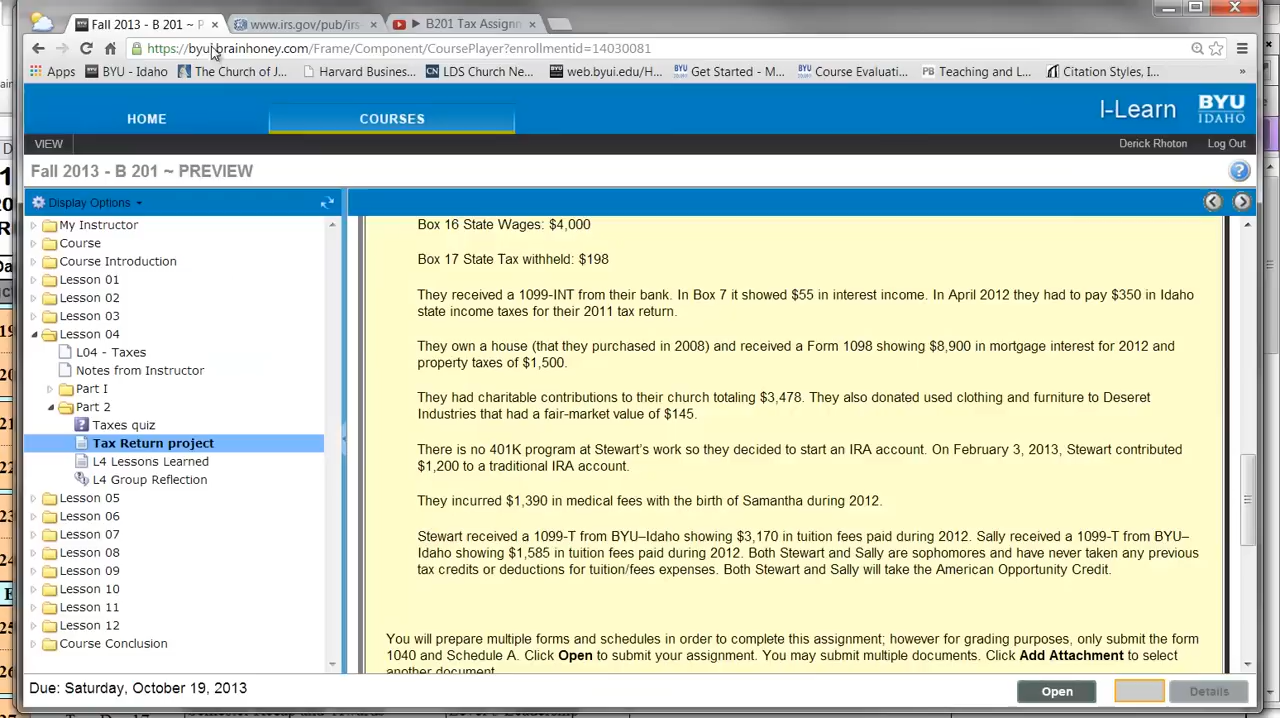 Fall 2013 - B 201 ~ P
www.irs.gov/pub/irs-
B201 Tax Assignm
https://byui.brainhoney.com/Frame/Component/CoursePlayer?enrollmentid=14030081
Apps
BYU - Idaho
The Church of J...
Harvard Business...
LDS Church Ne...
web.byui.edu/H...
BYU IDAHO Get Started - M...
BYU IDAHO Course Evaluati...
PB Teaching and L...
Citation Styles, I...
»
HOME
COURSES
I-Learn
BYU
IDAHO
VIEW
Derick Rhoton
Log Out
Fall 2013 - B 201 ~ PREVIEW
?
Display Options
My Instructor
Course
Course Introduction
Lesson 01
Lesson 02
Lesson 03
Lesson 04
L04 - Taxes
Notes from Instructor
Part I
Part 2
Taxes quiz
Tax Return project
L4 Lessons Learned
L4 Group Reflection
Lesson 05
Lesson 06
Lesson 07
Lesson 08
Lesson 09
Lesson 10
Lesson 11
Lesson 12
Course Conclusion
Box 16 State Wages: $4,000
Box 17 State Tax withheld: $198
They received a 1099-INT from their bank. In Box 7 it showed $55 in interest income. In April 2012 they had to pay $350 in Idaho
state income taxes for their 2011 tax return.
They own a house (that they purchased in 2008) and received a Form 1098 showing $8,900 in mortgage interest for 2012 and
property taxes of $1,500.
They had charitable contributions to their church totaling $3,478. They also donated used clothing and furniture to Deseret
Industries that had a fair-market value of $145.
There is no 401K program at Stewart's work so they decided to start an IRA account. On February 3, 2013, Stewart contributed
$1,200 to a traditional IRA account.
They incurred $1,390 in medical fees with the birth of Samantha during 2012.
Stewart received a 1099-T from BYU–Idaho showing $3,170 in tuition fees paid during 2012. Sally received a 1099-T from BYU–
Idaho showing $1,585 in tuition fees paid during 2012. Both Stewart and Sally are sophomores and have never taken any previous
tax credits or deductions for tuition/fees expenses. Both Stewart and Sally will take the American Opportunity Credit.
You will prepare multiple forms and schedules in order to complete this assignment; however for grading purposes, only submit the form
1040 and Schedule A. Click Open to submit your assignment. You may submit multiple documents. Click Add Attachment to select
another document.
Due: Saturday, October 19, 2013
Open
Details